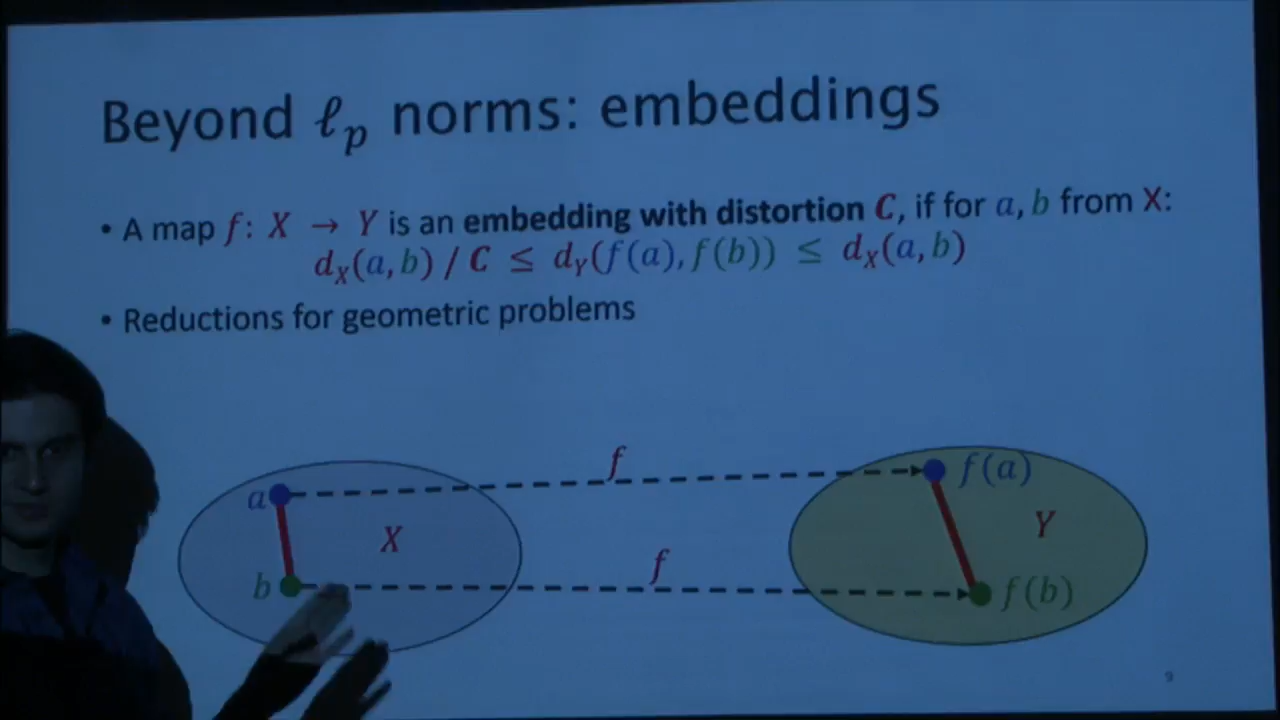 Beyond ℓp norms: embeddings
• A map f: X → Y is an embedding with distortion C, if for a, b from X:
dX(a, b) / C ≤ dY(f(a), f(b)) ≤ dX(a, b)
• Reductions for geometric problems
f
a
f(a)
X
Y
f
b
f(b)
9